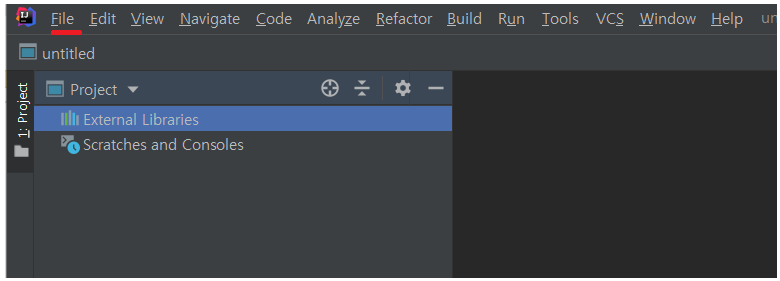 File Edit View Navigate Code Analyze Refactor Build Run Tools VCS Window Help un
untitled
1: Project
Project
External Libraries
Scratches and Consoles